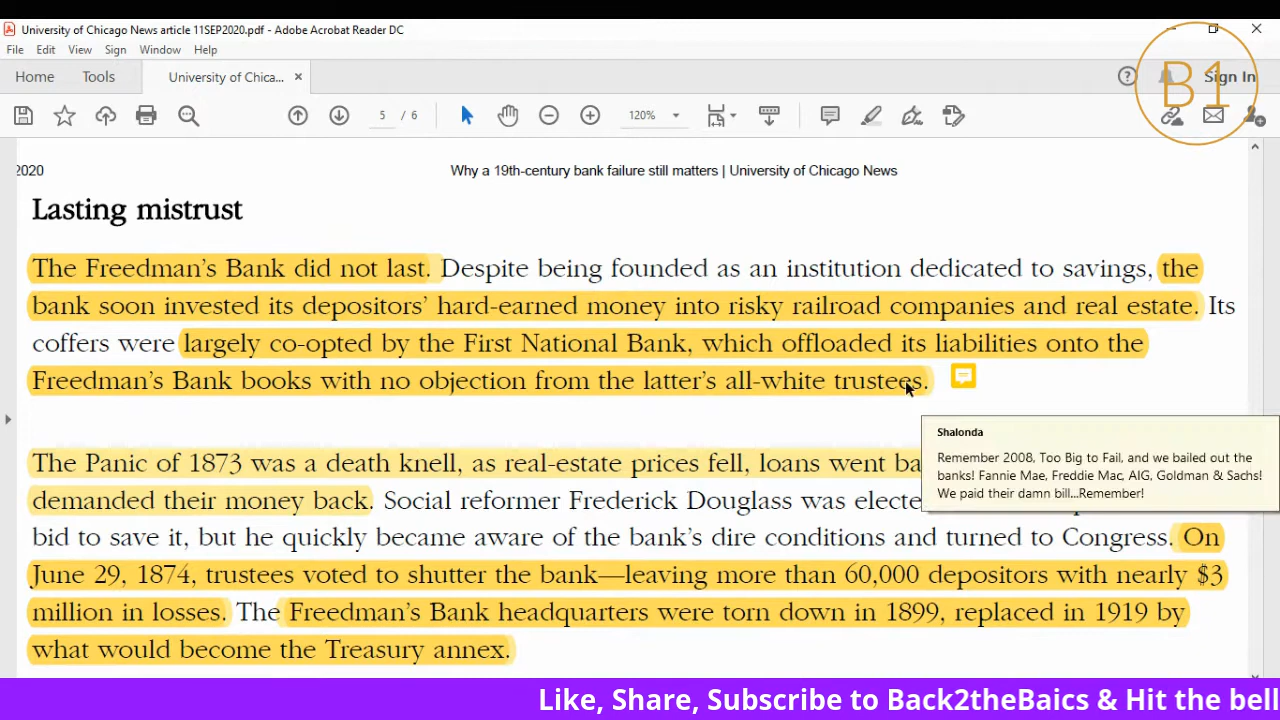 University of Chicago News article 11SEP2020.pdf - Adobe Acrobat Reader DC
File Edit View Sign Window Help
Home Tools University of Chica... Sign In
B1
5 / 6 120%
2020 Why a 19th-century bank failure still matters | University of Chicago News
Lasting mistrust
The Freedman's Bank did not last. Despite being founded as an institution dedicated to savings, the
bank soon invested its depositors' hard-earned money into risky railroad companies and real estate. Its
coffers were largely co-opted by the First National Bank, which offloaded its liabilities onto the
Freedman's Bank books with no objection from the latter's all-white trustees.
Shalonda
Remember 2008, Too Big to Fail, and we bailed out the
banks! Fannie Mae, Freddie Mac, AIG, Goldman & Sachs!
We paid their damn bill...Remember!
The Panic of 1873 was a death knell, as real-estate prices fell, loans went
demanded their money back. Social reformer Frederick Douglass was
bid to save it, but he quickly became aware of the bank's dire conditions and turned to Congress. On
June 29, 1874, trustees voted to shutter the bank—leaving more than 60,000 depositors with nearly $3
million in losses. The Freedman's Bank headquarters were torn down in 1899, replaced in 1919 by
what would become the Treasury annex.
Like, Share, Subscribe to Back2theBaics & Hit the bell